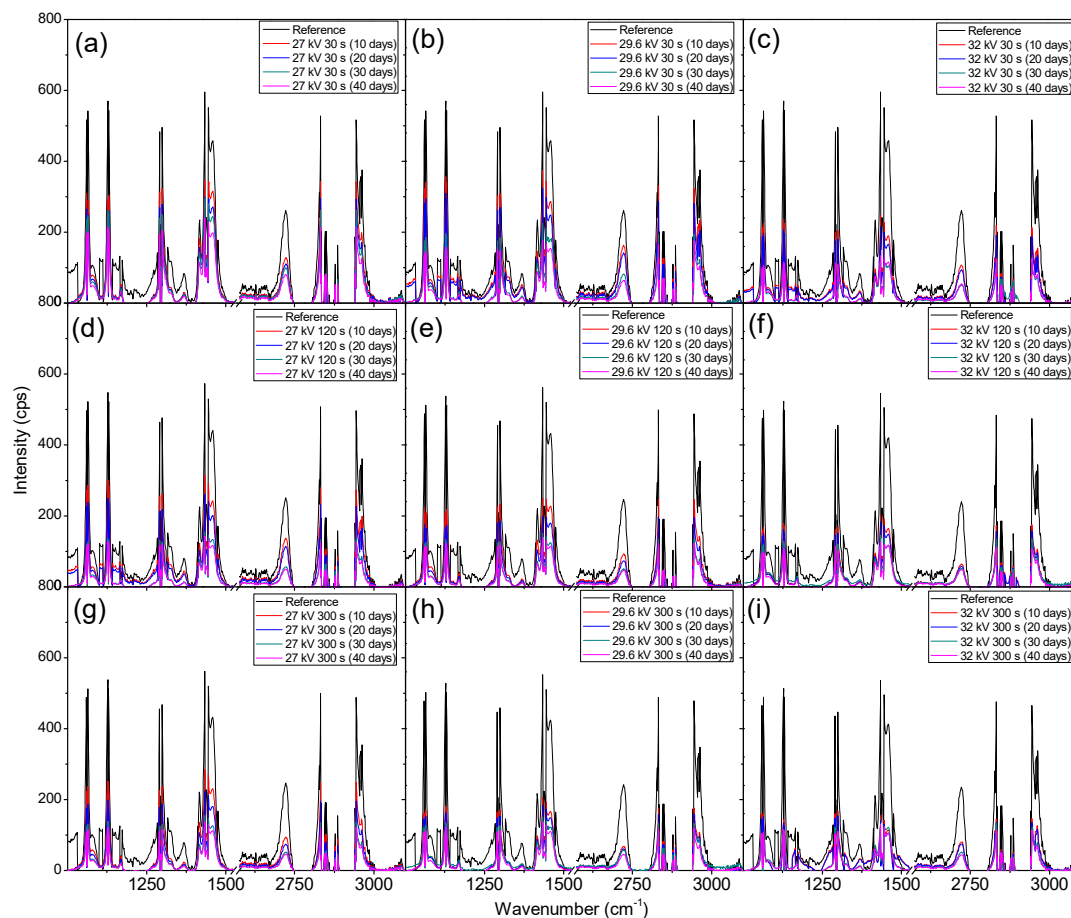 800
600
400
200
800
600
400
200
800
600
400
200
0
Intensity (cps)
(a)
Reference
27 kV 30 s (10 days)
27 kV 30 s (20 days)
27 kV 30 s (30 days)
27 kV 30 s (40 days)
(b)
Reference
29.6 kV 30 s (10 days)
29.6 kV 30 s (20 days)
29.6 kV 30 s (30 days)
29.6 kV 30 s (40 days)
(c)
Reference
32 kV 30 s (10 days)
32 kV 30 s (20 days)
32 kV 30 s (30 days)
32 kV 30 s (40 days)
(d)
Reference
27 kV 120 s (10 days)
27 kV 120 s (20 days)
27 kV 120 s (30 days)
27 kV 120 s (40 days)
(e)
Reference
29.6 kV 120 s (10 days)
29.6 kV 120 s (20 days)
29.6 kV 120 s (30 days)
29.6 kV 120 s (40 days)
(f)
Reference
32 kV 120 s (10 days)
32 kV 120 s (20 days)
32 kV 120 s (30 days)
32 kV 120 s (40 days)
(g)
Reference
27 kV 300 s (10 days)
27 kV 300 s (20 days)
27 kV 300 s (30 days)
27 kV 300 s (40 days)
(h)
Reference
29.6 kV 300 s (10 days)
29.6 kV 300 s (20 days)
29.6 kV 300 s (30 days)
29.6 kV 300 s (40 days)
(i)
Reference
32 kV 300 s (10 days)
32 kV 300 s (20 days)
32 kV 300 s (30 days)
32 kV 300 s (40 days)
1250 1500 2750 3000 1250 1500 2750 3000 1250 1500 2750 3000
Wavenumber (cm⁻¹)